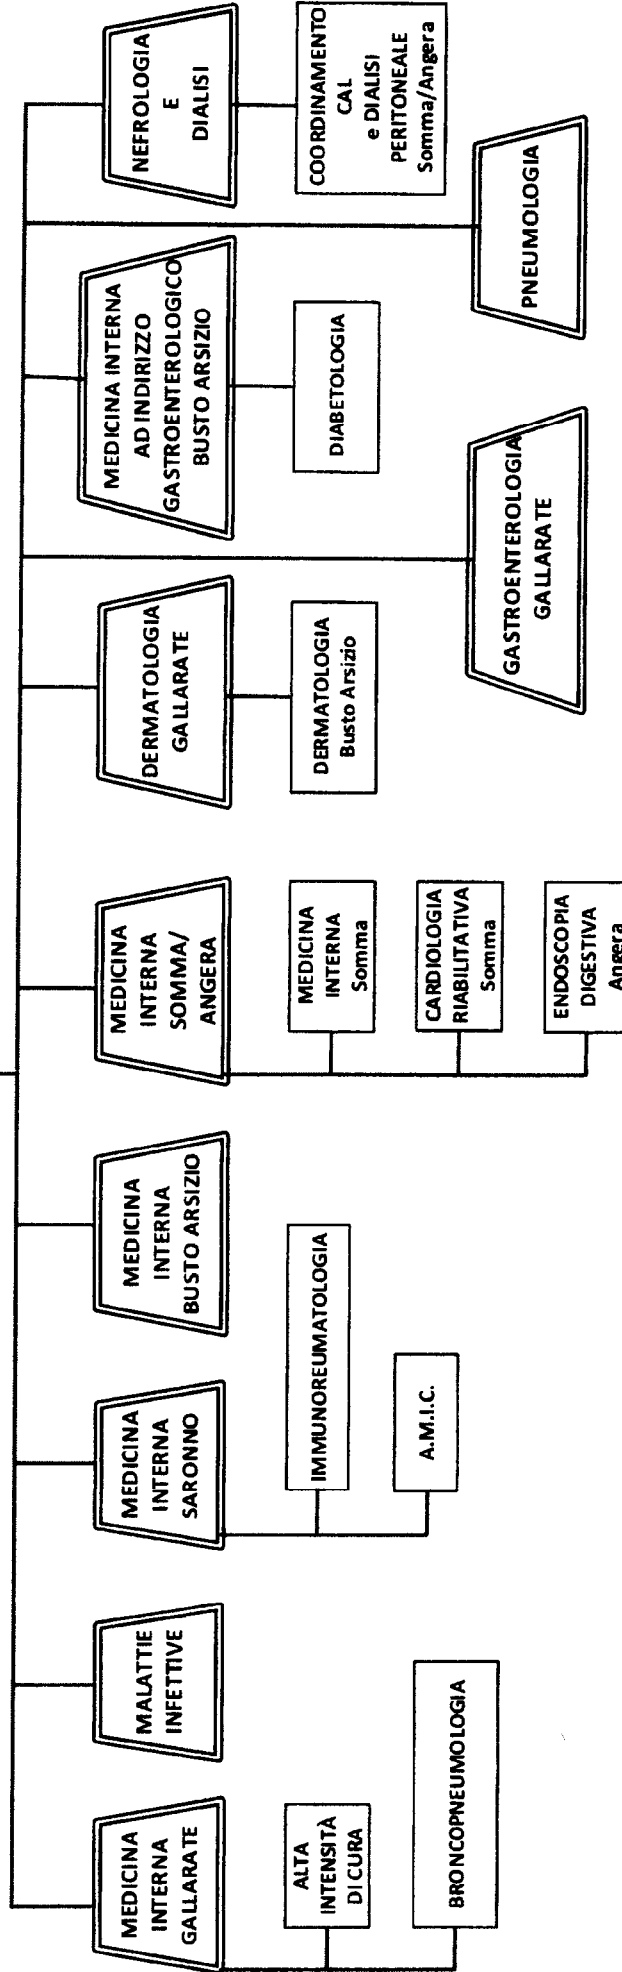 MEDICINA
INTERNA
GALLARATE
ALTA
INTENSITÀ
DI CURA
BRONCOPNEUMOLOGIA
MALATTIE
INFETTIVE
MEDICINA
INTERNA
SARONNO
IMMUNOREUMATOLOGIA
A.M.I.C.
MEDICINA
INTERNA
BUSTO ARSIZIO
MEDICINA
INTERNA
SOMMA/
ANGERA
MEDICINA
INTERNA
Somma
CARDIOLOGIA
RIABILITATIVA
Somma
ENDOSCOPIA
DIGESTIVA
Angera
DERMATOLOGIA
GALLARATE
DERMATOLOGIA
Busto Arsizio
GASTROENTEROLOGIA
GALLARATE
MEDICINA INTERNA
AD INDIRIZZO
GASTROENTEROLOGICO
BUSTO ARSIZIO
DIABETOLOGIA
PNEUMOLOGIA
NEFROLOGIA
E
DIALISI
COORDINAMENTO
CAL
e DIALISI
PERITONEALE
Somma/Angera